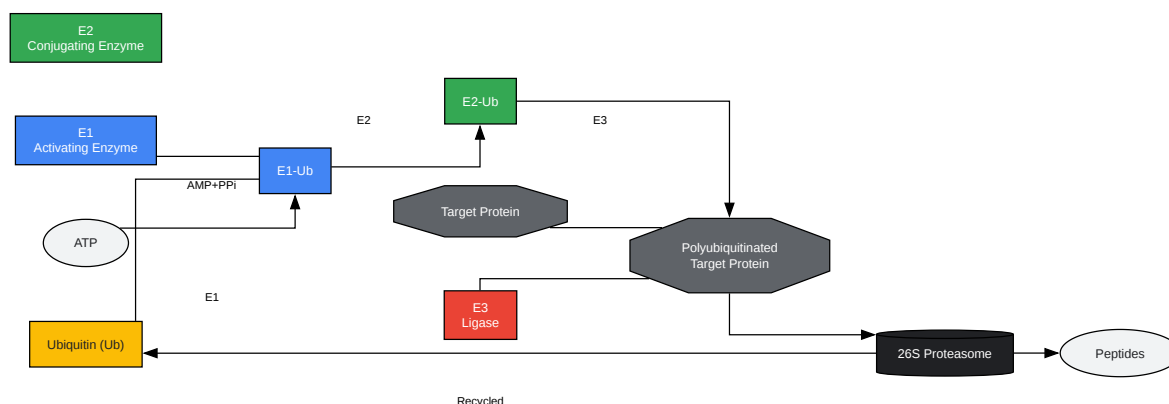 E2
Conjugating Enzyme
E2-Ub
E2
E3
E1
Activating Enzyme
E1-Ub
AMP+PPi
Target Protein
ATP
Polyubiquitinated
Target Protein
E1
E3
Ligase
Ubiquitin (Ub)
26S Proteasome
Peptides
Recycled